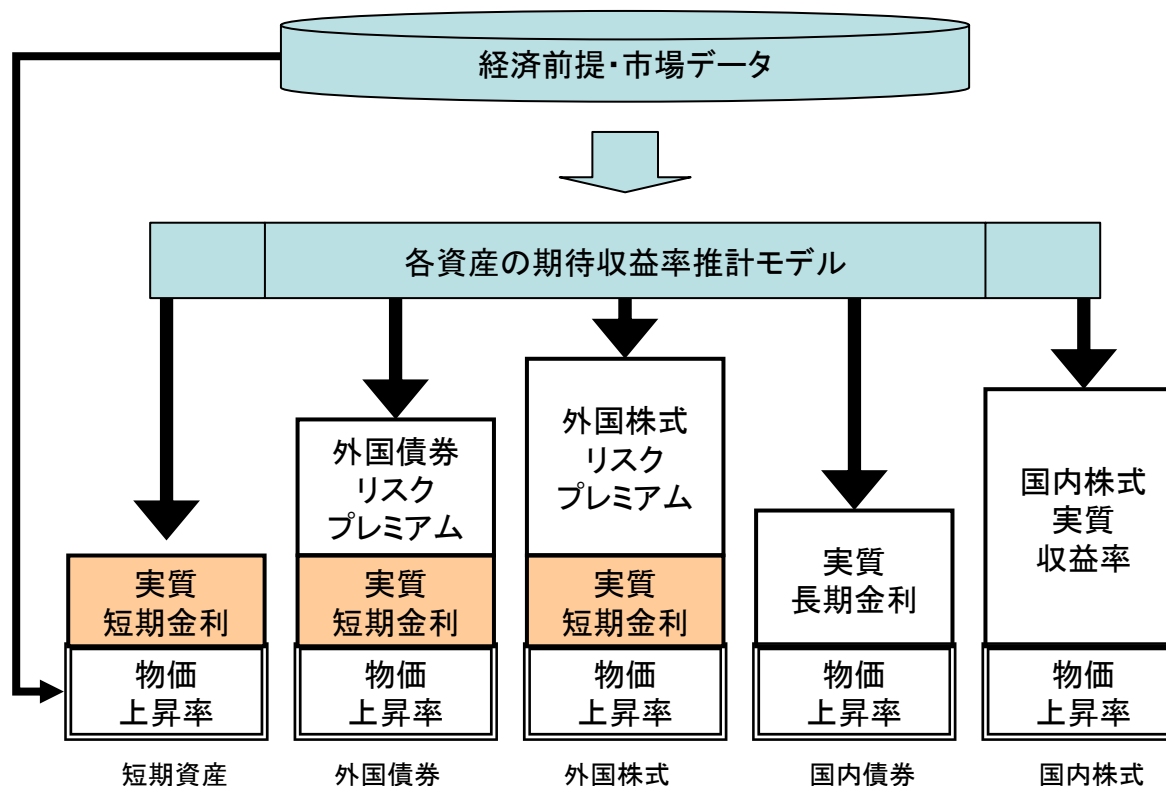 経済前提・市場データ
各資産の期待収益率推計モデル
実質
短期金利
物価
上昇率
短期資産
外国債券
リスク
プレミアム
実質
短期金利
物価
上昇率
外国債券
外国株式
リスク
プレミアム
実質
短期金利
物価
上昇率
外国株式
実質
長期金利
物価
上昇率
国内債券
国内株式
実質
収益率
物価
上昇率
国内株式